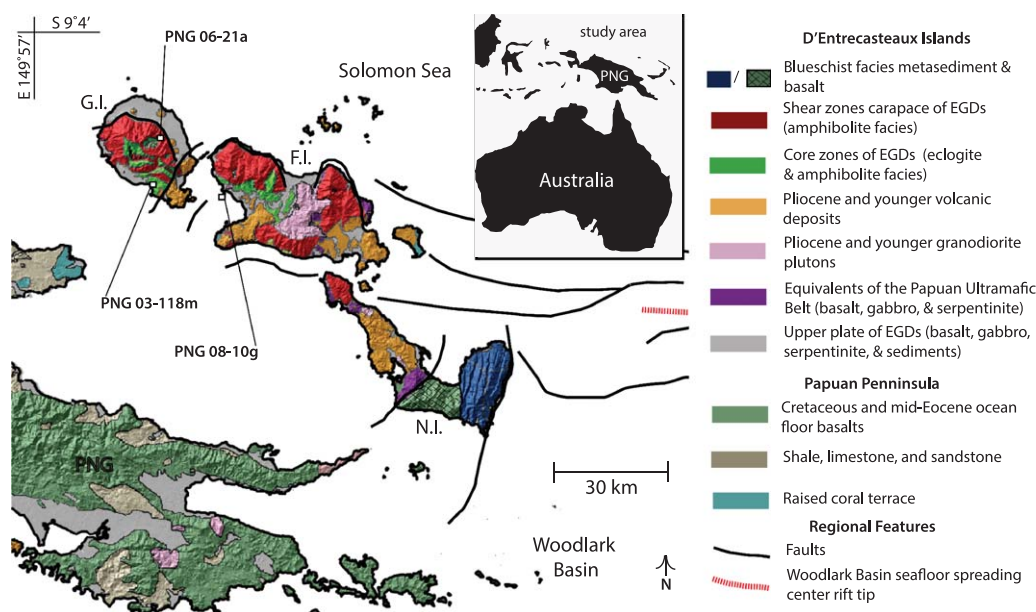 S 9˚4'
E 149˚57'
PNG 06-21a
G.I.
Solomon Sea
F.I.
PNG 03-118m
PNG 08-10g
N.I.
PNG
30 km
Woodlark
Basin
N
study area
PNG
Australia
D'Entrecasteaux Islands
/
Blueschist facies metasediment &
basalt
Shear zones carapace of EGDs
(amphibolite facies)
Core zones of EGDs (eclogite
& amphibolite facies)
Pliocene and younger volcanic
deposits
Pliocene and younger granodiorite
plutons
Equivalents of the Papuan Ultramafic
Belt (basalt, gabbro, & serpentinite)
Upper plate of EGDs (basalt, gabbro,
serpentinite, & sediments)
Papuan Penninsula
Cretaceous and mid-Eocene ocean
floor basalts
Shale, limestone, and sandstone
Raised coral terrace
Regional Features
Faults
Woodlark Basin seafloor spreading
center rift tip